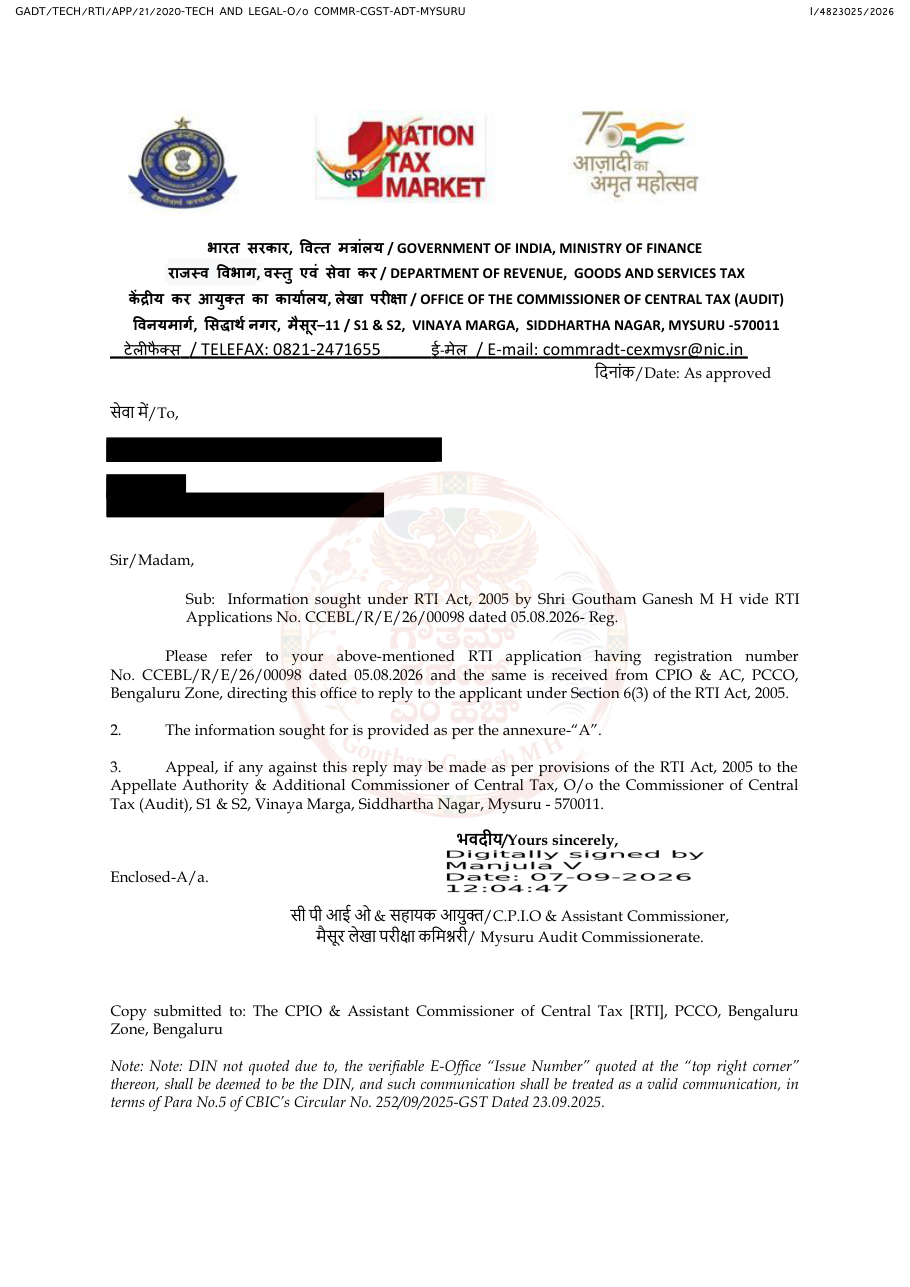 GADT/TECH/RTI/APP/21/2020-TECH AND LEGAL-O/o COMMR-CGST-ADT-MYSURU
I/4823025/2026
NATION
TAX
MARKET
GST
1
75
आज़ादी का
अमृत महोत्सव
भारत सरकार, वित्त मत्रांलय / GOVERNMENT OF INDIA, MINISTRY OF FINANCE
राजस्व विभाग, वस्तु एवं सेवा कर / DEPARTMENT OF REVENUE, GOODS AND SERVICES TAX
केंद्रीय कर आयुक्त का कार्यालय, लेखा परीक्षा / OFFICE OF THE COMMISSIONER OF CENTRAL TAX (AUDIT)
विनयमार्ग, सिद्धार्थ नगर, मैसूर–11 / S1 & S2, VINAYA MARGA, SIDDHARTHA NAGAR, MYSURU -570011
टेलीफैक्स / TELEFAX: 0821-2471655 ई-मेल / E-mail: commradt-cexmysr@nic.in
दिनांक/Date: As approved
सेवा में/To,
Sir/Madam,
Sub: Information sought under RTI Act, 2005 by Shri Goutham Ganesh M H vide RTI
Applications No. CCEBL/R/E/26/00098 dated 05.08.2026- Reg.
Please refer to your above-mentioned RTI application having registration number
No. CCEBL/R/E/26/00098 dated 05.08.2026 and the same is received from CPIO & AC, PCCO,
Bengaluru Zone, directing this office to reply to the applicant under Section 6(3) of the RTI Act, 2005.
2. The information sought for is provided as per the annexure-“A”.
3. Appeal, if any against this reply may be made as per provisions of the RTI Act, 2005 to the
Appellate Authority & Additional Commissioner of Central Tax, O/o the Commissioner of Central
Tax (Audit), S1 & S2, Vinaya Marga, Siddhartha Nagar, Mysuru - 570011.
ಗೌತಮ್
ಗಣೇಶ್
ಎಂ ಹೆಚ್
Goutham Ganesh M H
भवदीय/Yours sincerely,
Digitally signed by
Manjula V
Date: 07-09-2026
12:04:47
Enclosed-A/a.
सी पी आई ओ & सहायक आयुक्त/C.P.I.O & Assistant Commissioner,
मैसूर लेखा परीक्षा कमिश्नरी/ Mysuru Audit Commissionerate.
Copy submitted to: The CPIO & Assistant Commissioner of Central Tax [RTI], PCCO, Bengaluru
Zone, Bengaluru
Note: Note: DIN not quoted due to, the verifiable E-Office “Issue Number” quoted at the “top right corner”
thereon, shall be deemed to be the DIN, and such communication shall be treated as a valid communication, in
terms of Para No.5 of CBIC’s Circular No. 252/09/2025-GST Dated 23.09.2025.